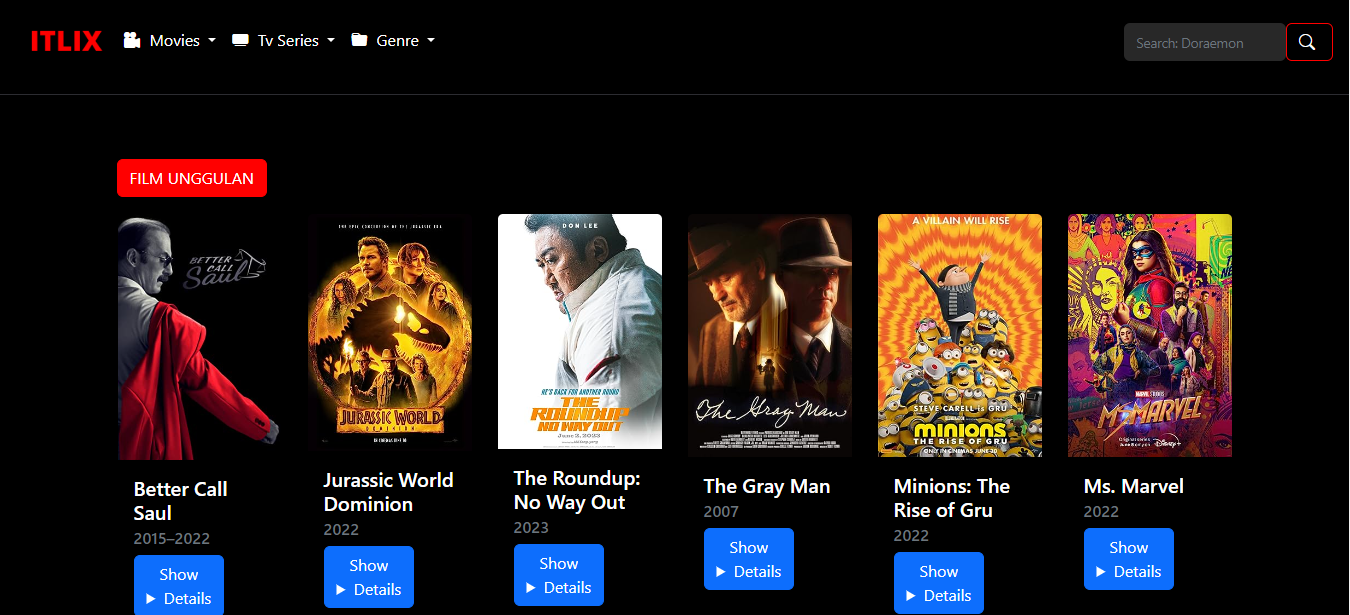 ITLIX
Movies
Tv Series
Genre
Search: Doraemon
FILM UNGGULAN
BETTER
CALL
Saul
JURASSIC WORLD
DOMINION
DON LEE
HE'S BACK FOR ANOTHER ROUND
THE
ROUNDUP
NO WAY OUT
June 2, 2023
The Gray Man
A VILLAIN WILL RISE
STEVE CARELL is GRU
minions
THE RISE OF GRU
ONLY IN CINEMAS JUNE 30
MARVEL STUDIOS
MS. MARVEL
Original series
Disney+
Better Call
Saul
2015–2022
Show
Details
Jurassic World
Dominion
2022
Show
Details
The Roundup:
No Way Out
2023
Show
Details
The Gray Man
2007
Show
Details
Minions: The
Rise of Gru
2022
Show
Details
Ms. Marvel
2022
Show
Details